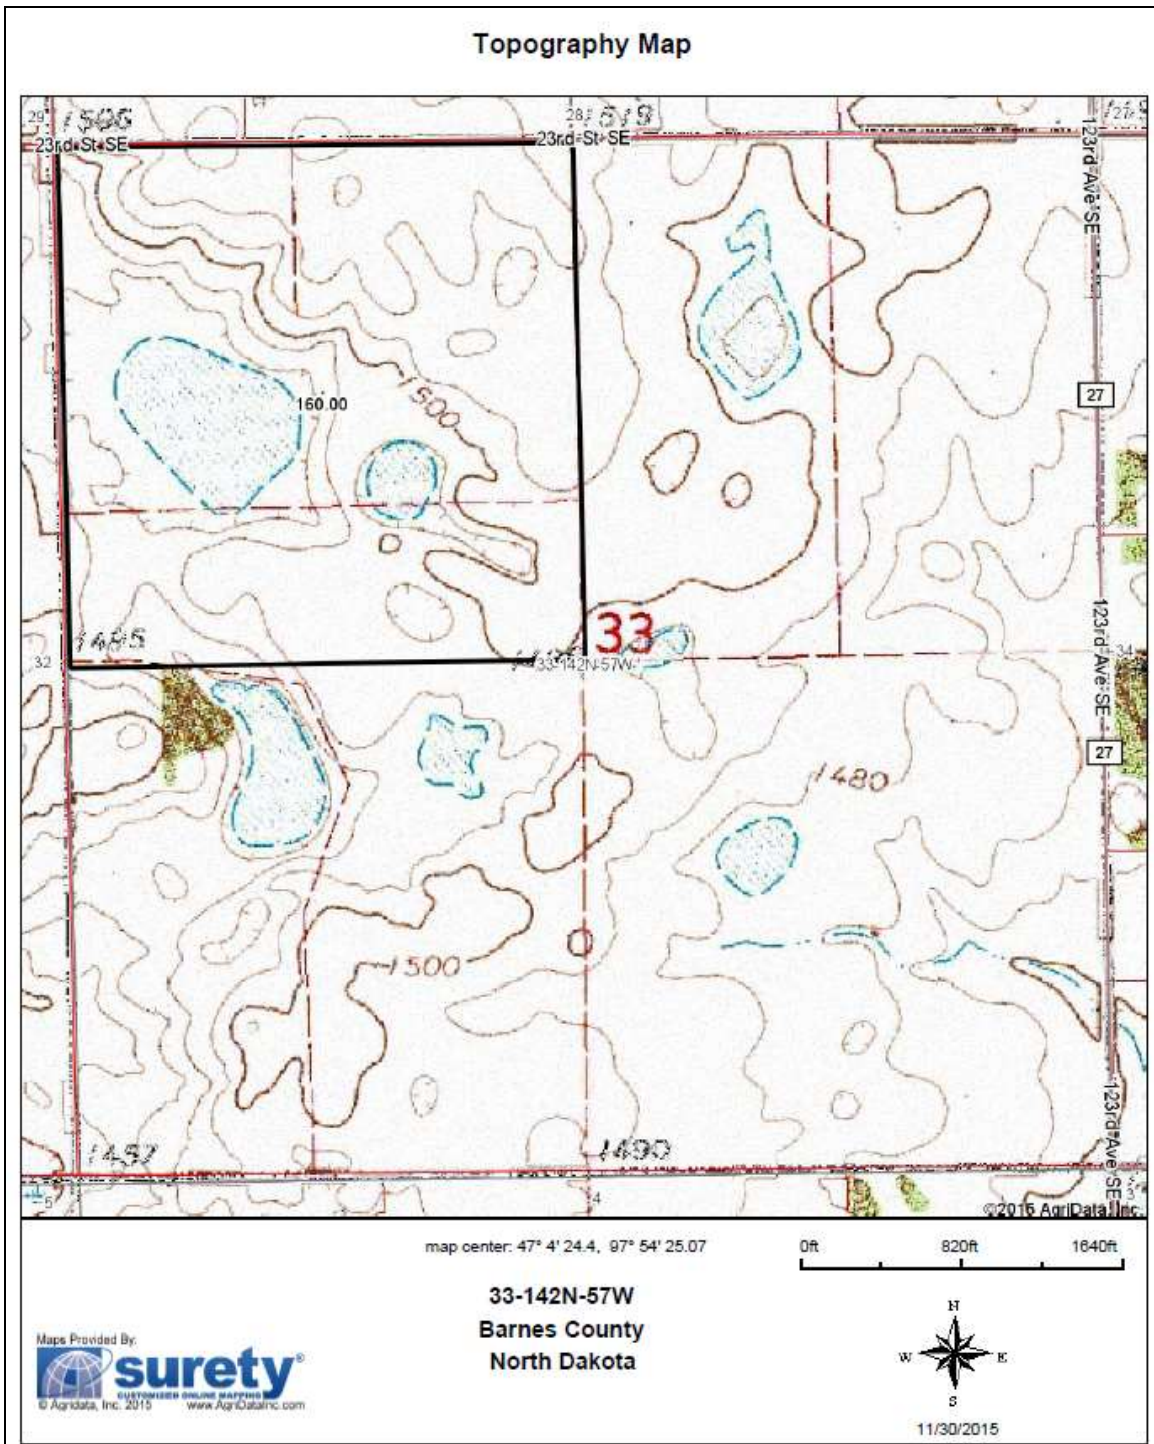 Topography Map
29
1506
28
1519
27
23rd St SE
23rd St SE
123rd Ave SE
27
160.00
1500
33
123rd Ave SE
1485
32
33-142N-57W
34
27
1480
1500
1490
123rd Ave SE
5
4
3
©2015 AgriData, Inc.
map center: 47° 4' 24.4, 97° 54' 25.07
0ft 820ft 1640ft
33-142N-57W
Barnes County
North Dakota
N
W E
S
Maps Provided By:
surety®
CUSTOMIZED ONLINE MAPPING
© Agridata, Inc. 2015 www.AgriDataInc.com
11/30/2015